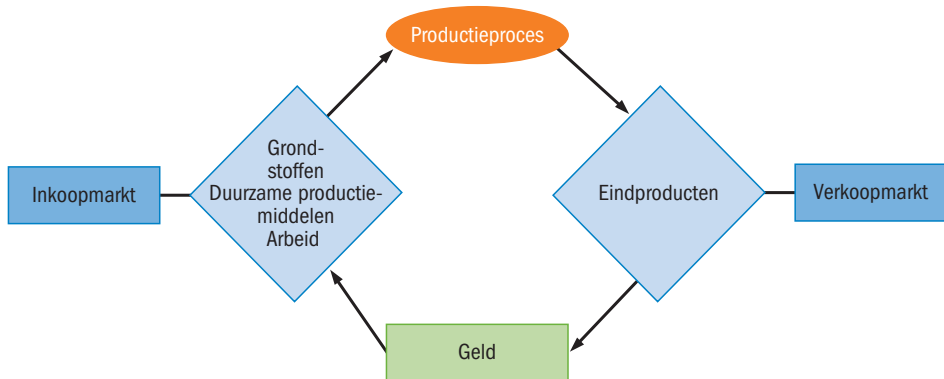 Productieproces
Grond-
stoffen
Duurzame productie-
middelen
Arbeid
Inkoopmarkt
Eindproducten
Verkoopmarkt
Geld